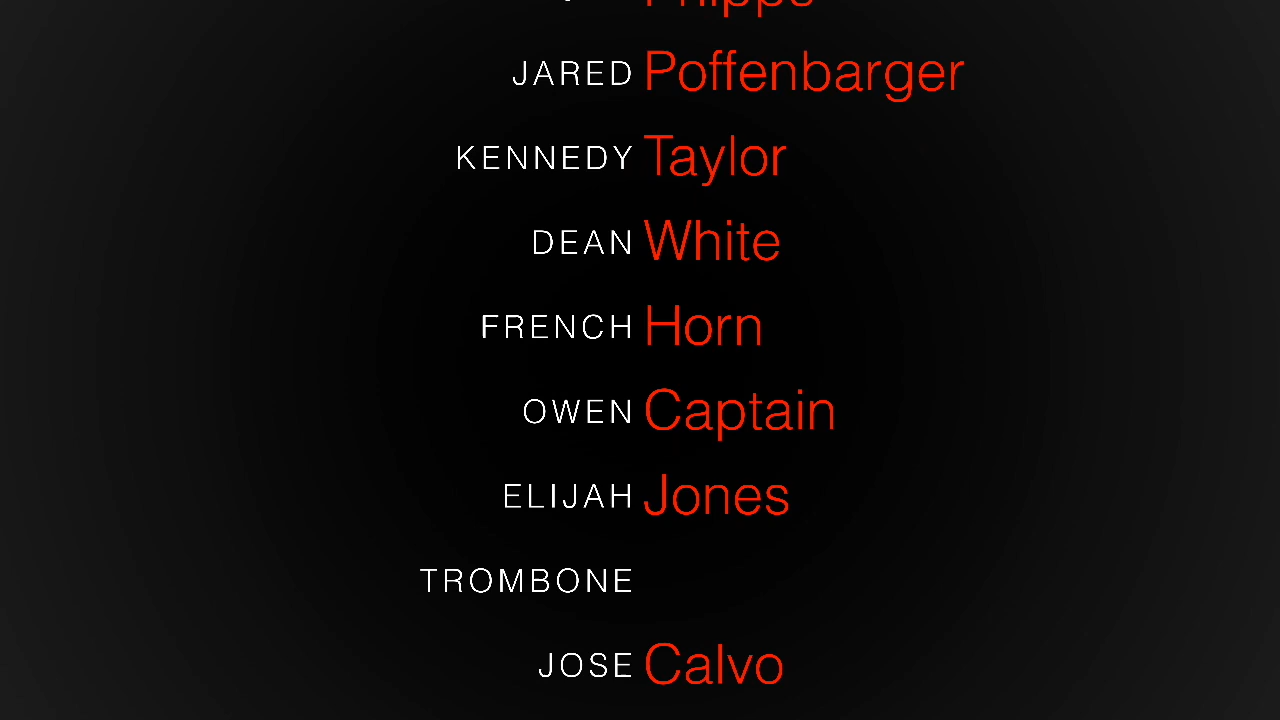 JARED Poffenbarger
KENNEDY Taylor
DEAN White
FRENCH Horn
OWEN Captain
ELIJAH Jones
TROMBONE
JOSE Calvo